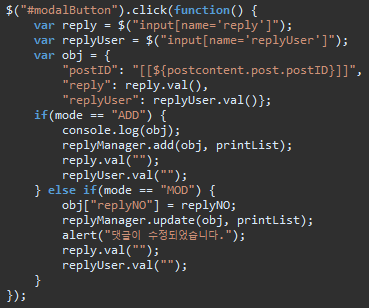 $("#modalButton").click(function() {
    var reply = $("input[name='reply']");
    var replyUser = $("input[name='replyUser']");
    var obj = {
        "postID": "[[${postcontent.post.postID}]]",
        "reply": reply.val(),
        "replyUser": replyUser.val()};
    if(mode == "ADD") {
        console.log(obj);
        replyManager.add(obj, printList);
        reply.val("");
        replyUser.val("");
    } else if(mode == "MOD") {
        obj["replyNO"] = replyNO;
        replyManager.update(obj, printList);
        alert("댓글이 수정되었습니다.");
        reply.val("");
        replyUser.val("");
    }
});